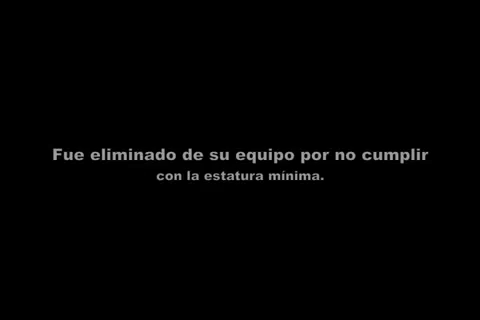 Fue eliminado de su equipo por no cumplir
con la estatura mínima.